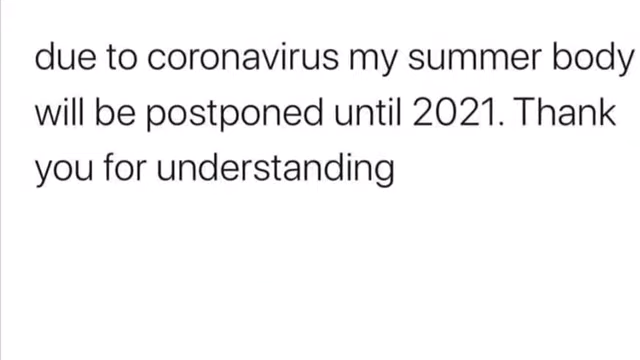 due to coronavirus my summer body
will be postponed until 2021. Thank
you for understanding